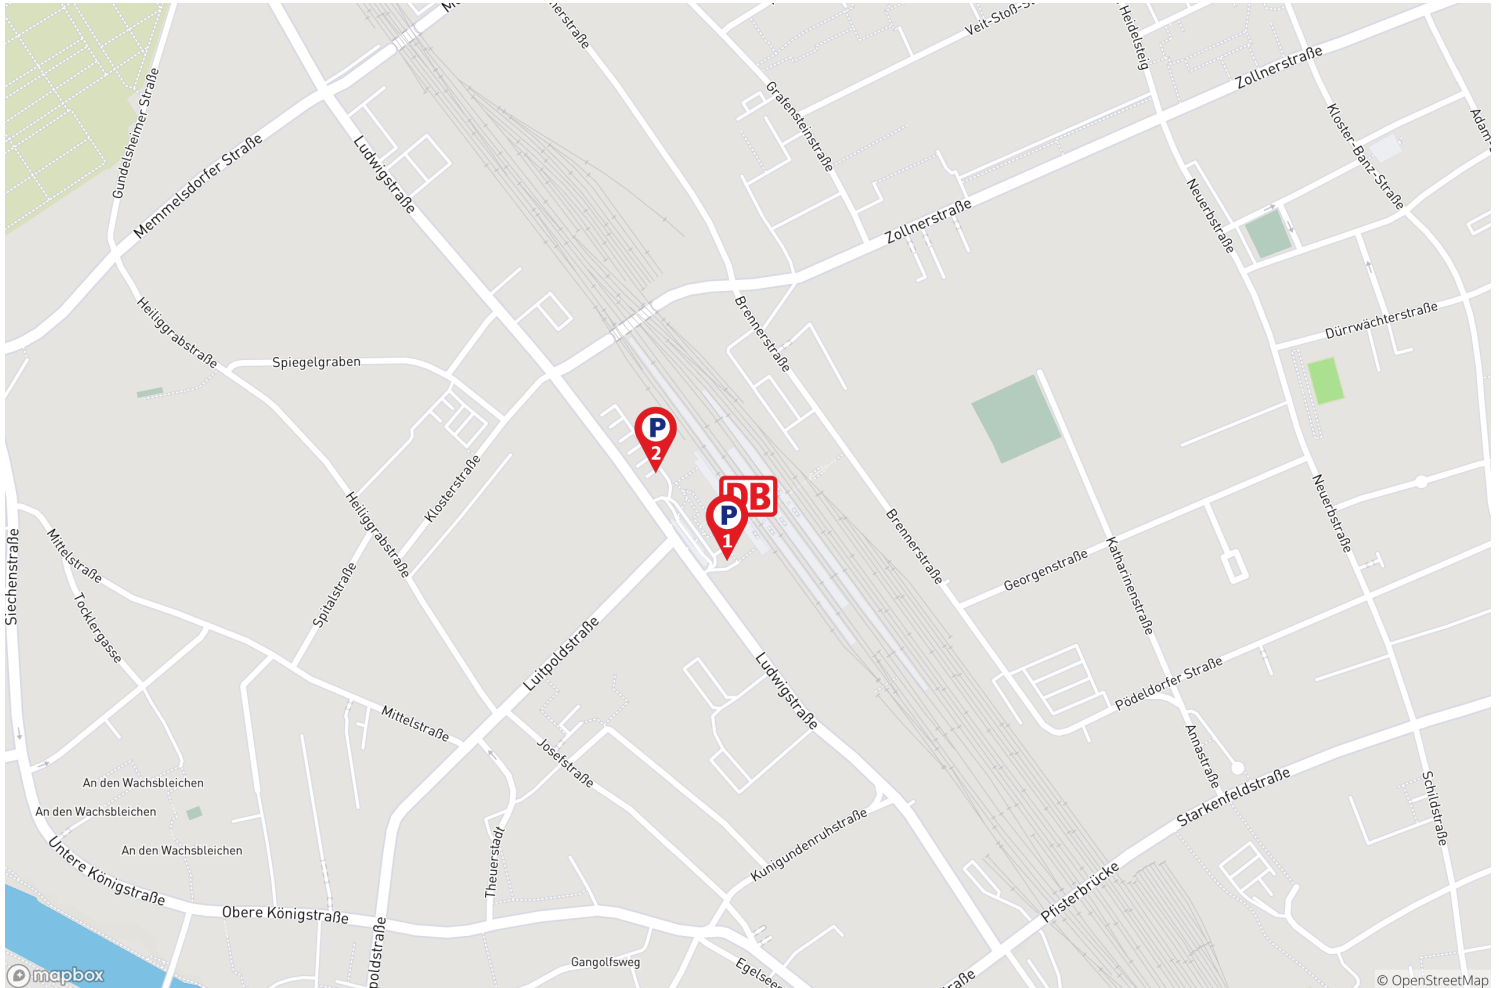 Veit-Stoß-S
Heidelsteig
Zollnerstraße
Gundelsheimer Straße
Grafensteinstraße
Kloster-Banz-Straße
Memmelsdorfer Straße
Ludwigstraße
Neuerbstraße
Zollnerstraße
Heiliggrabstraße
Brennerstraße
Dürrwächterstraße
Spiegelgraben
P
2
DB
P
1
Klosterstraße
Heiliggrabstraße
Brennerstraße
Neuerbstraße
Siechenstraße
Mittelstraße
Georgenstraße
Katharinenstraße
Spitalstraße
Tocklergasse
Luitpoldstraße
Ludwigstraße
Pödeldorfer Straße
Mittelstraße
Josefstraße
Annastraße
An den Wachsbleichen
An den Wachsbleichen
An den Wachsbleichen
Starkenfeldstraße
Schildstraße
Kunigundenruhstraße
Theuerstadt
Untere Königstraße
Obere Königstraße
Pfisterbrücke
Gangolfsweg
Egelsee
poldstraße
mapbox
© OpenStreetMap